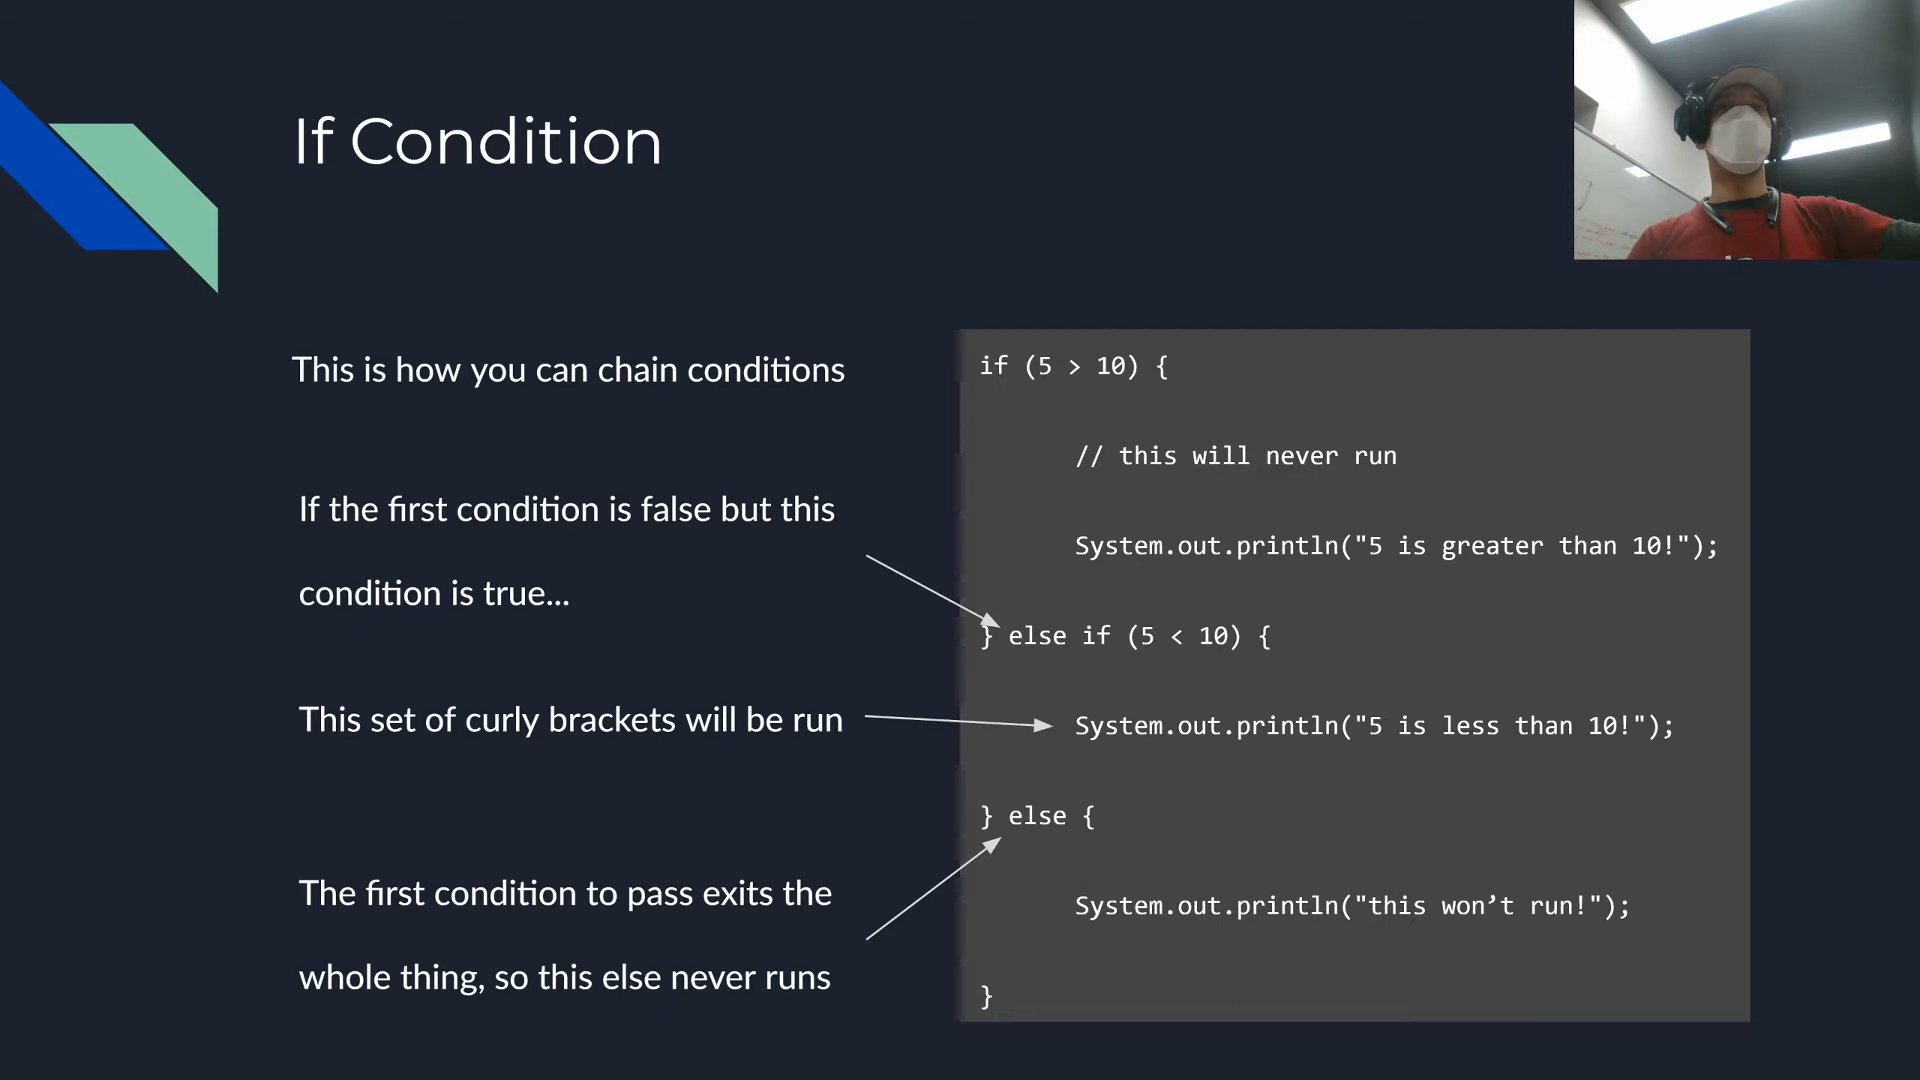 If Condition
This is how you can chain conditions
If the first condition is false but this
condition is true...
This set of curly brackets will be run
The first condition to pass exits the
whole thing, so this else never runs
if (5 > 10) {
// this will never run
System.out.println("5 is greater than 10!");
} else if (5 < 10) {
System.out.println("5 is less than 10!");
} else {
System.out.println("this won’t run!");
}